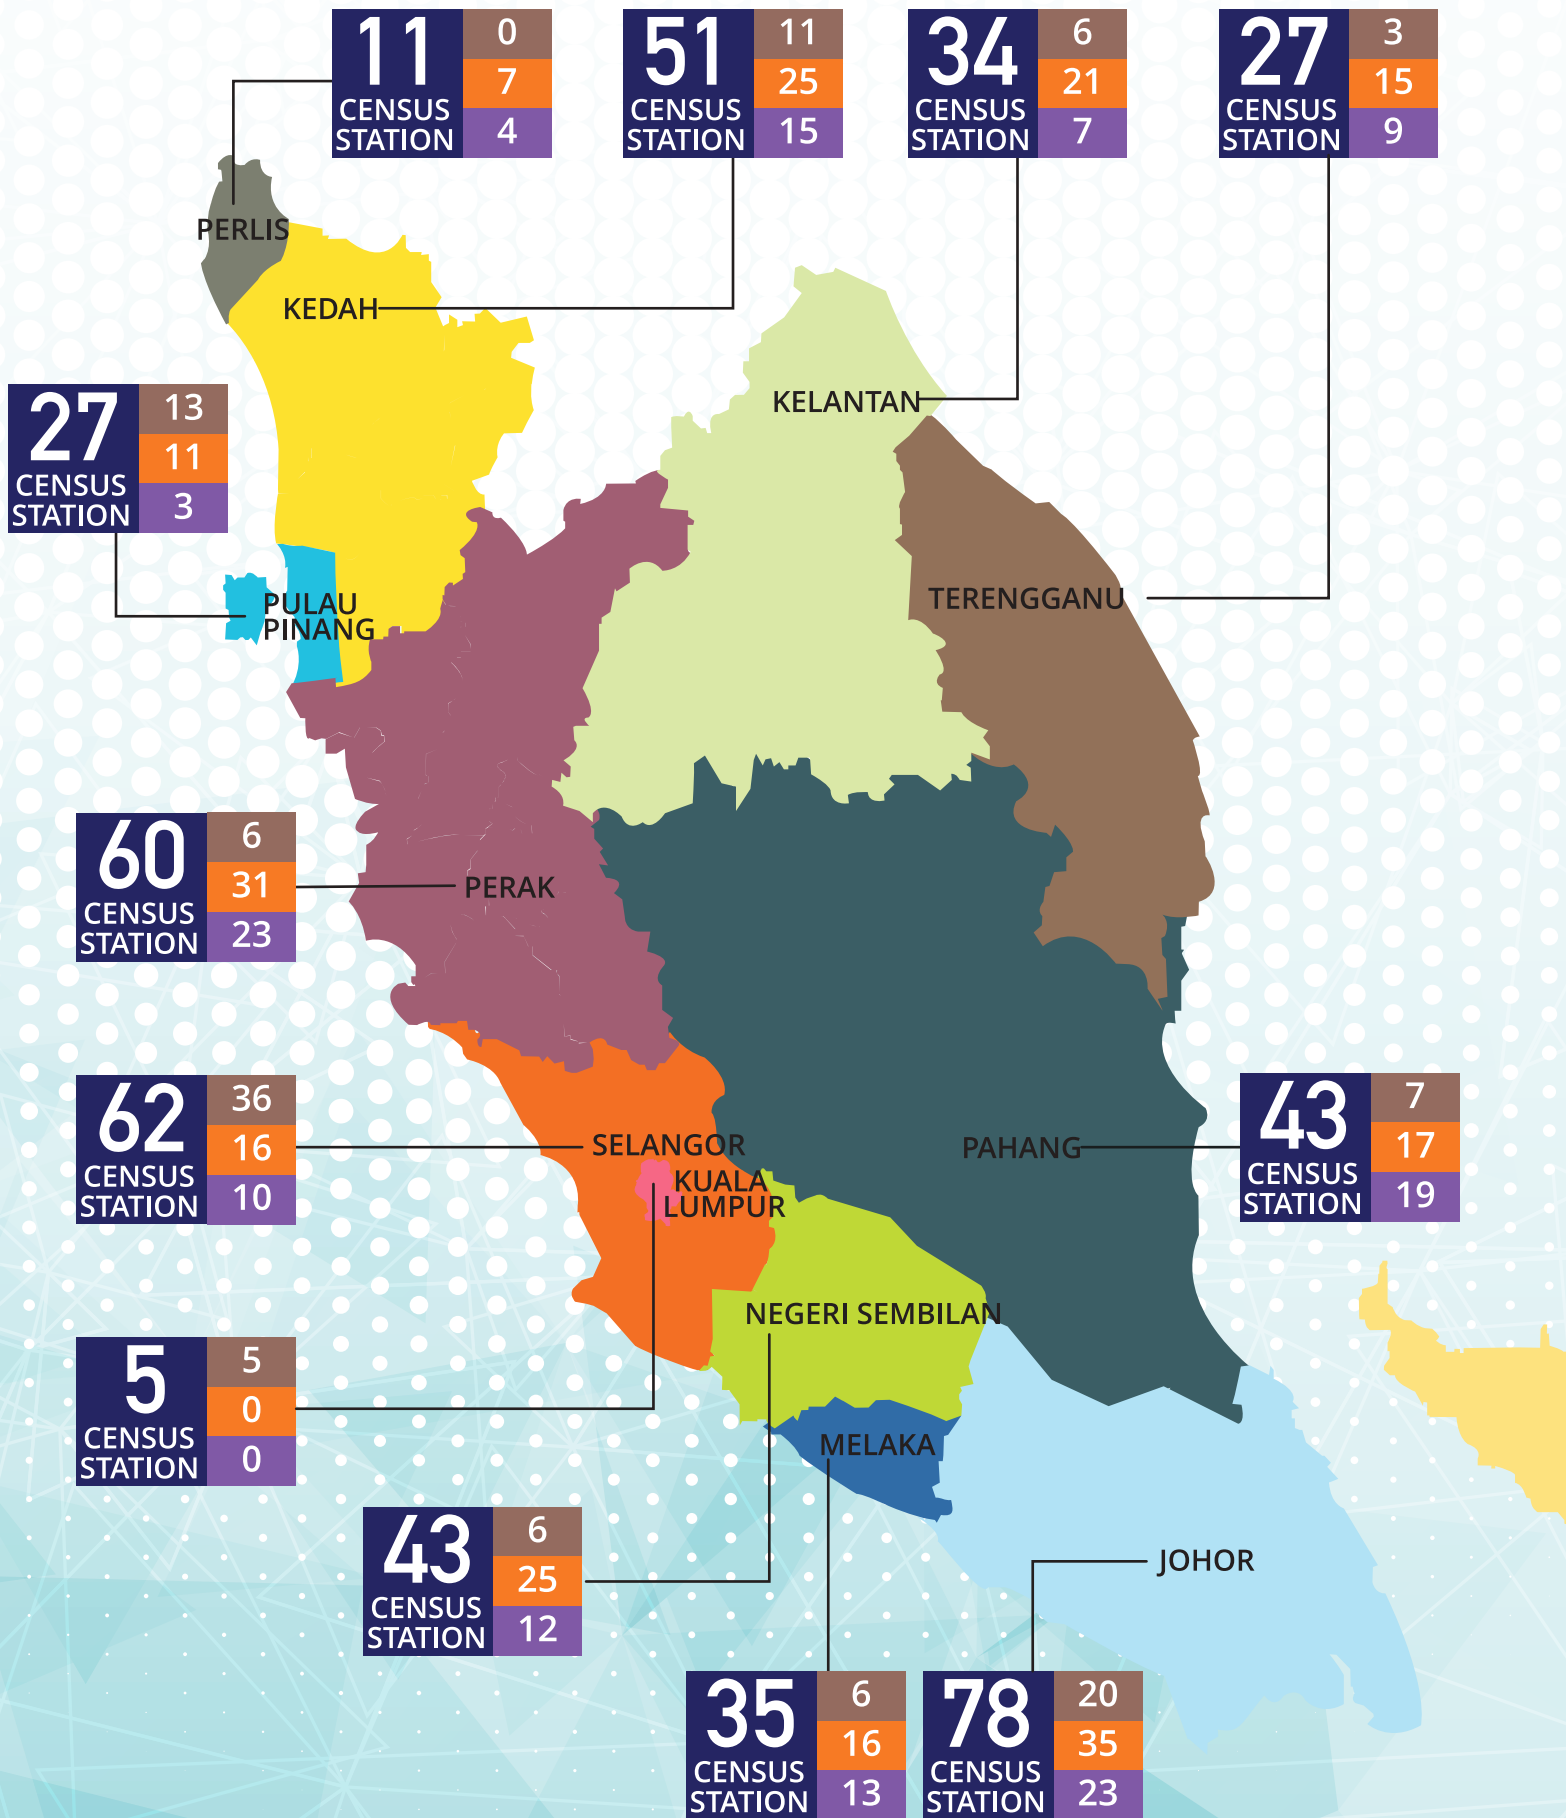 11
CENSUS
STATION
0
7
4
51
CENSUS
STATION
11
25
15
34
CENSUS
STATION
6
21
7
27
CENSUS
STATION
3
15
9
PERLIS
KEDAH
KELANTAN
27
CENSUS
STATION
13
11
3
TERENGGANU
PULAU
PINANG
60
CENSUS
STATION
6
31
23
PERAK
62
CENSUS
STATION
36
16
10
SELANGOR
KUALA
LUMPUR
PAHANG
43
CENSUS
STATION
7
17
19
NEGERI SEMBILAN
5
CENSUS
STATION
5
0
0
MELAKA
43
CENSUS
STATION
6
25
12
JOHOR
35
CENSUS
STATION
6
16
13
78
CENSUS
STATION
20
35
23